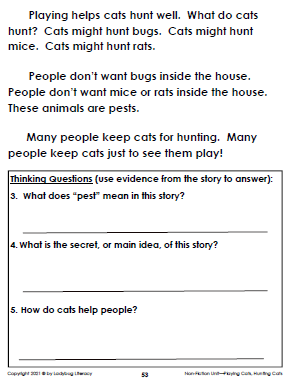 Playing helps cats hunt well.  What do cats
hunt?  Cats might hunt bugs.  Cats might hunt
mice.  Cats might hunt rats.
People don't want bugs inside the house.
People don't want mice or rats inside the house.
These animals are pests.
Many people keep cats for hunting.  Many
people keep cats just to see them play!
Thinking Questions (use evidence from the story to answer):
3.  What does "pest" mean in this story?
4. What is the secret, or main idea, of this story?
5. How do cats help people?
Copyright 2021 © by Ladybug Literacy
53
Non-Fiction Unit—Playing Cats, Hunting Cats